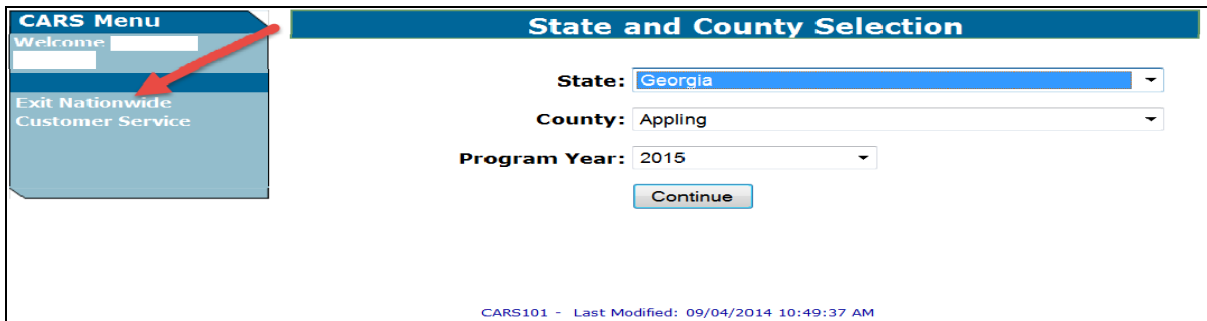 CARS Menu
Welcome
Exit Nationwide
Customer Service
State and County Selection
State: Georgia
County: Appling
Program Year: 2015
Continue
CARS101 - Last Modified: 09/04/2014 10:49:37 AM